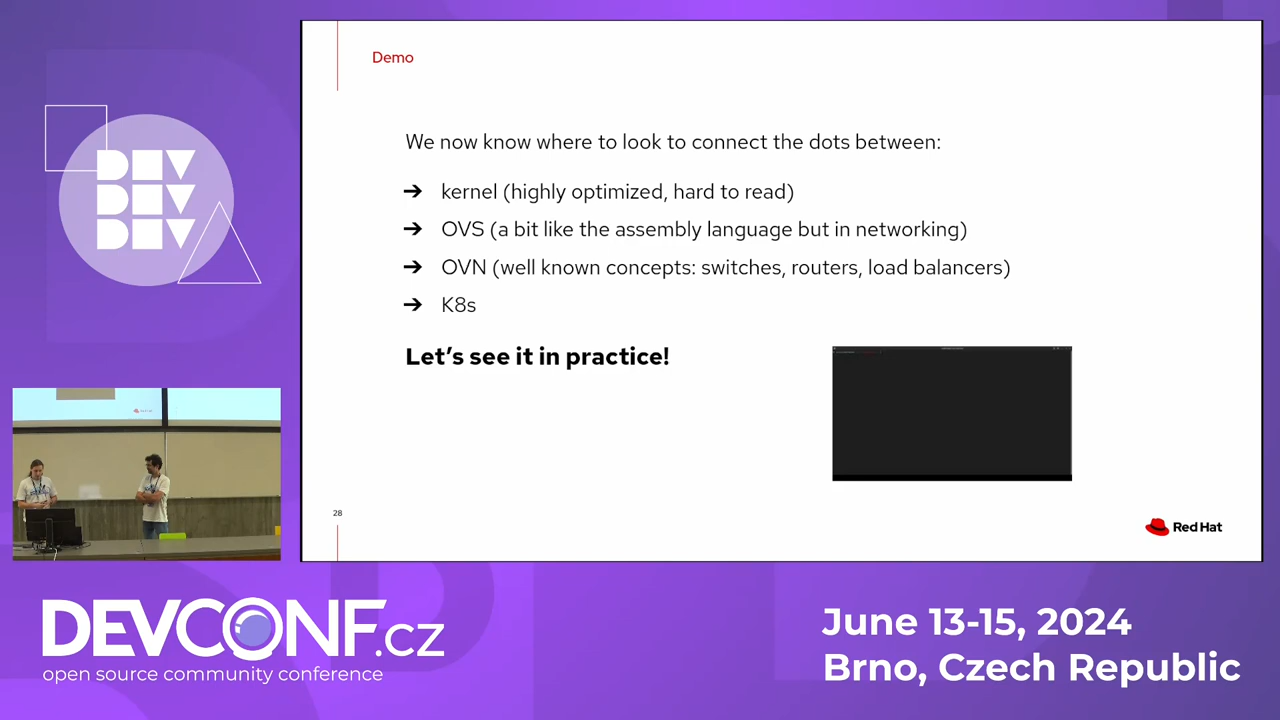 DEV
DEV
DEV
Demo
We now know where to look to connect the dots between:
➔ kernel (highly optimized, hard to read)
➔ OVS (a bit like the assembly language but in networking)
➔ OVN (well known concepts: switches, routers, load balancers)
➔ K8s
Let's see it in practice!
28
Red Hat
DEVCONF.cz
open source community conference
June 13-15, 2024
Brno, Czech Republic